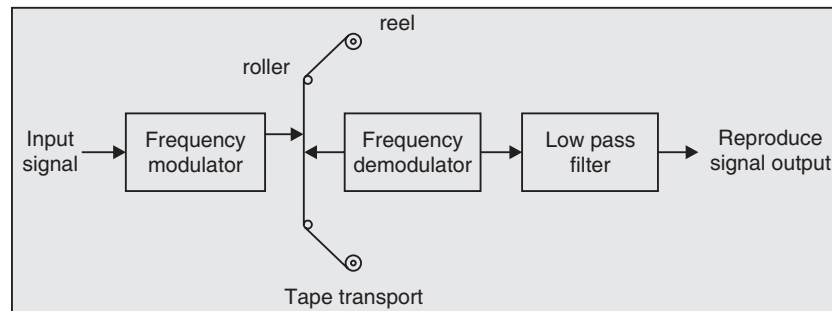 reel
roller
Input
signal
Frequency
modulator
Frequency
demodulator
Low pass
filter
Reproduce
signal output
Tape transport